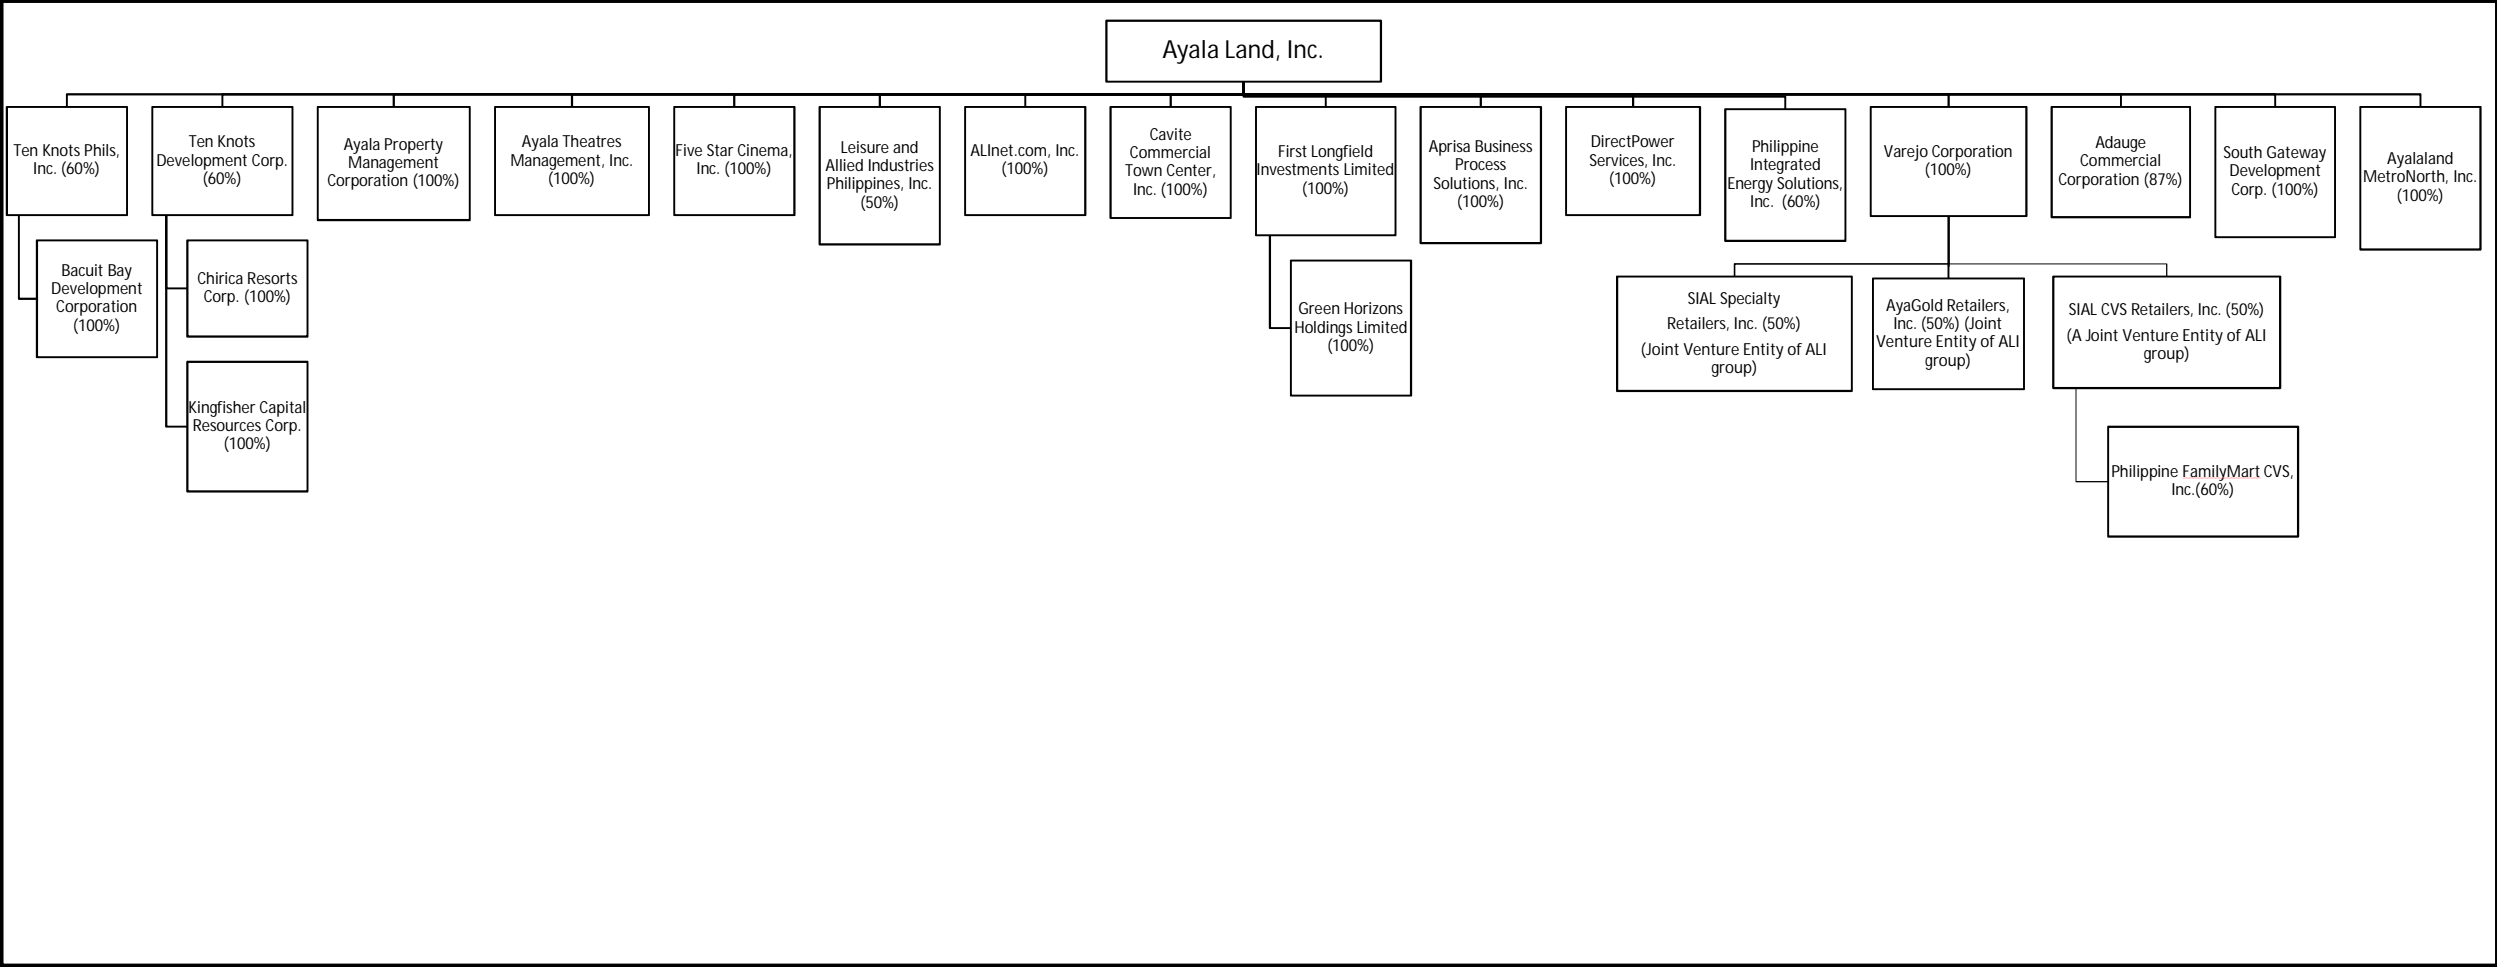 Ayala Land, Inc.
Ten Knots Phils,
Inc. (60%)
Ten Knots
Development Corp.
(60%)
Ayala Property
Management
Corporation (100%)
Ayala Theatres
Management, Inc.
(100%)
Five Star Cinema,
Inc. (100%)
Leisure and
Allied Industries
Philippines, Inc.
(50%)
ALInet.com, Inc.
(100%)
Cavite
Commercial
Town Center,
Inc. (100%)
First Longfield
Investments Limited
(100%)
Aprisa Business
Process
Solutions, Inc.
(100%)
DirectPower
Services, Inc.
(100%)
Philippine
Integrated
Energy Solutions,
Inc. (60%)
Varejo Corporation
(100%)
Adauge
Commercial
Corporation (87%)
South Gateway
Development
Corp. (100%)
Ayalaland
MetroNorth, Inc.
(100%)
Bacuit Bay
Development
Corporation
(100%)
Chirica Resorts
Corp. (100%)
Kingfisher Capital
Resources Corp.
(100%)
Green Horizons
Holdings Limited
(100%)
SIAL Specialty
Retailers, Inc. (50%)
(Joint Venture Entity of ALI
group)
AyaGold Retailers,
Inc. (50%) (Joint
Venture Entity of ALI
group)
SIAL CVS Retailers, Inc. (50%)
(A Joint Venture Entity of ALI
group)
Philippine FamilyMart CVS,
Inc.(60%)